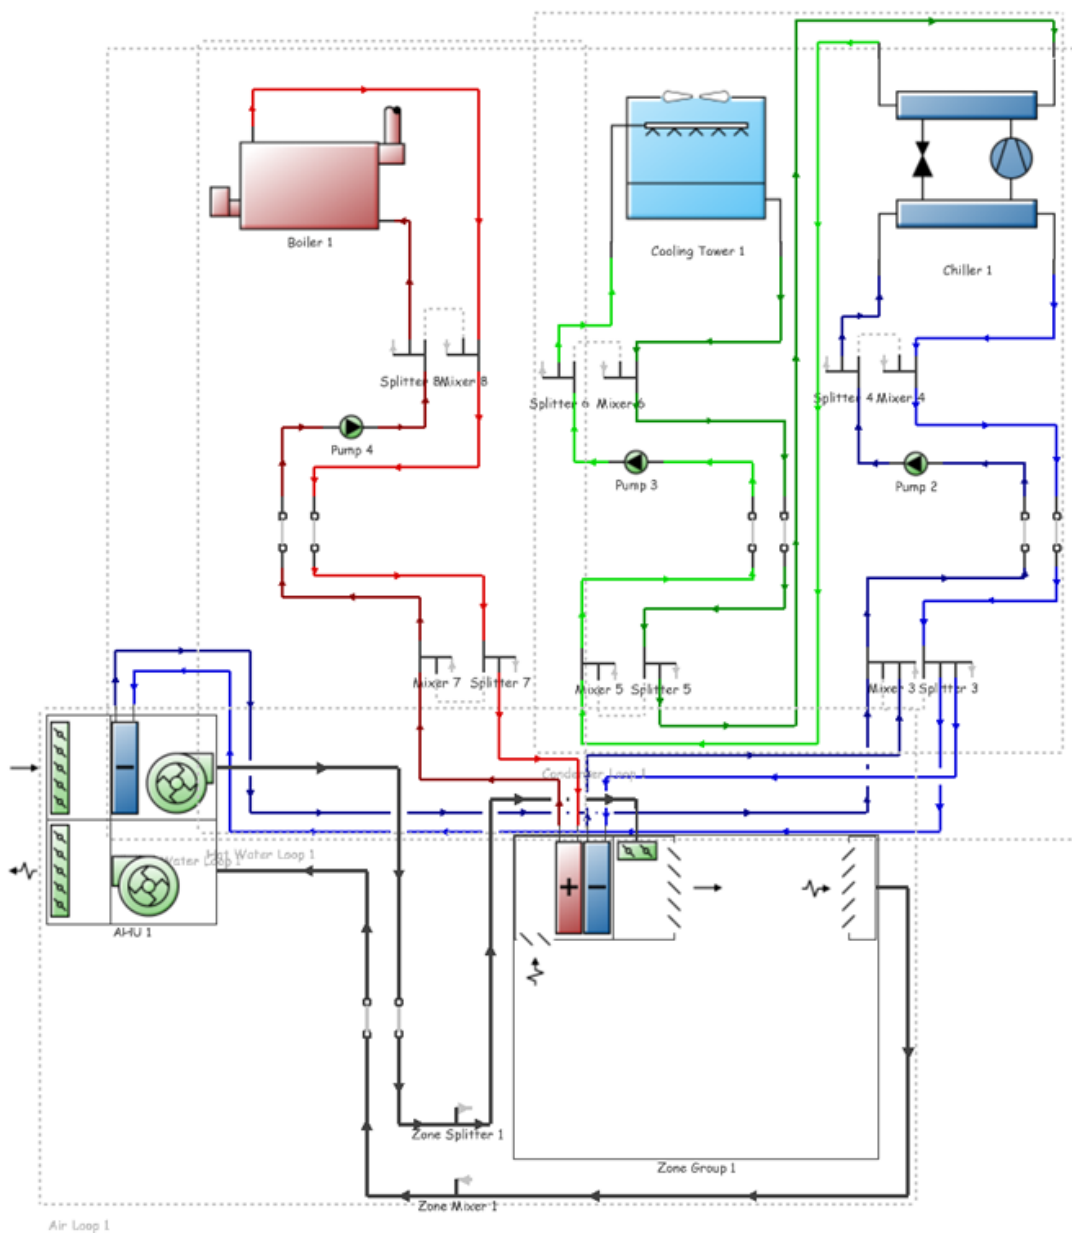 Boiler 1
Cooling Tower 1
Chiller 1
Splitter 8
Mixer 8
Splitter 6
Mixer 6
Splitter 4
Mixer 4
Pump 4
Pump 3
Pump 2
Mixer 7
Splitter 7
Mixer 5
Splitter 5
Mixer 3
Splitter 3
Condenser Loop 1
Hot Water Loop 1
Water Loop 1
AHU 1
Zone Splitter 1
Zone Group 1
Zone Mixer 1
Air Loop 1